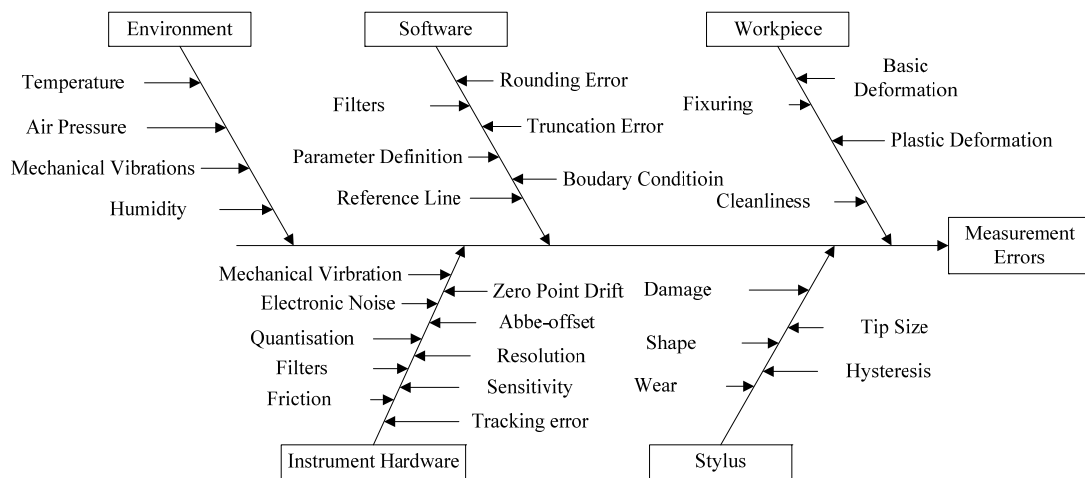 Environment
Software
Workpiece
Temperature
Air Pressure
Mechanical Vibrations
Humidity
Rounding Error
Filters
Truncation Error
Parameter Definition
Boudary Conditioin
Reference Line
Basic
Deformation
Fixuring
Plastic Deformation
Cleanliness
Measurement
Errors
Mechanical Virbration
Zero Point Drift
Electronic Noise
Abbe-offset
Quantisation
Resolution
Filters
Sensitivity
Friction
Tracking error
Damage
Tip Size
Shape
Hysteresis
Wear
Instrument Hardware
Stylus